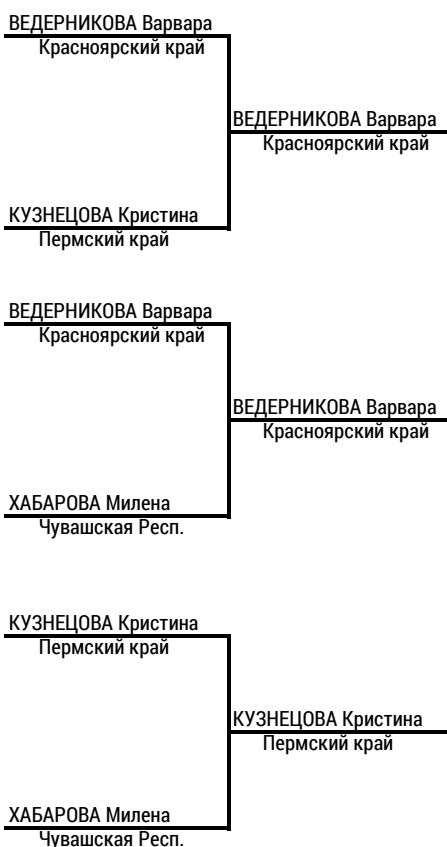 ВЕДЕРНИКОВА Варвара
Красноярский край
ВЕДЕРНИКОВА Варвара
Красноярский край
КУЗНЕЦОВА Кристина
Пермский край
ВЕДЕРНИКОВА Варвара
Красноярский край
ВЕДЕРНИКОВА Варвара
Красноярский край
ХАБАРОВА Милена
Чувашская Респ.
КУЗНЕЦОВА Кристина
Пермский край
КУЗНЕЦОВА Кристина
Пермский край
ХАБАРОВА Милена
Чувашская Респ.